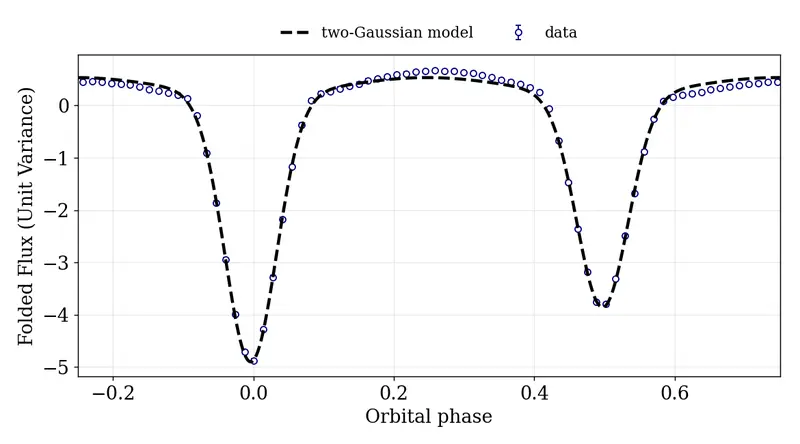 two-Gaussian model data
Folded Flux (Unit Variance)
0
−1
−2
−3
−4
−5
−0.2 0.0 0.2 0.4 0.6
Orbital phase